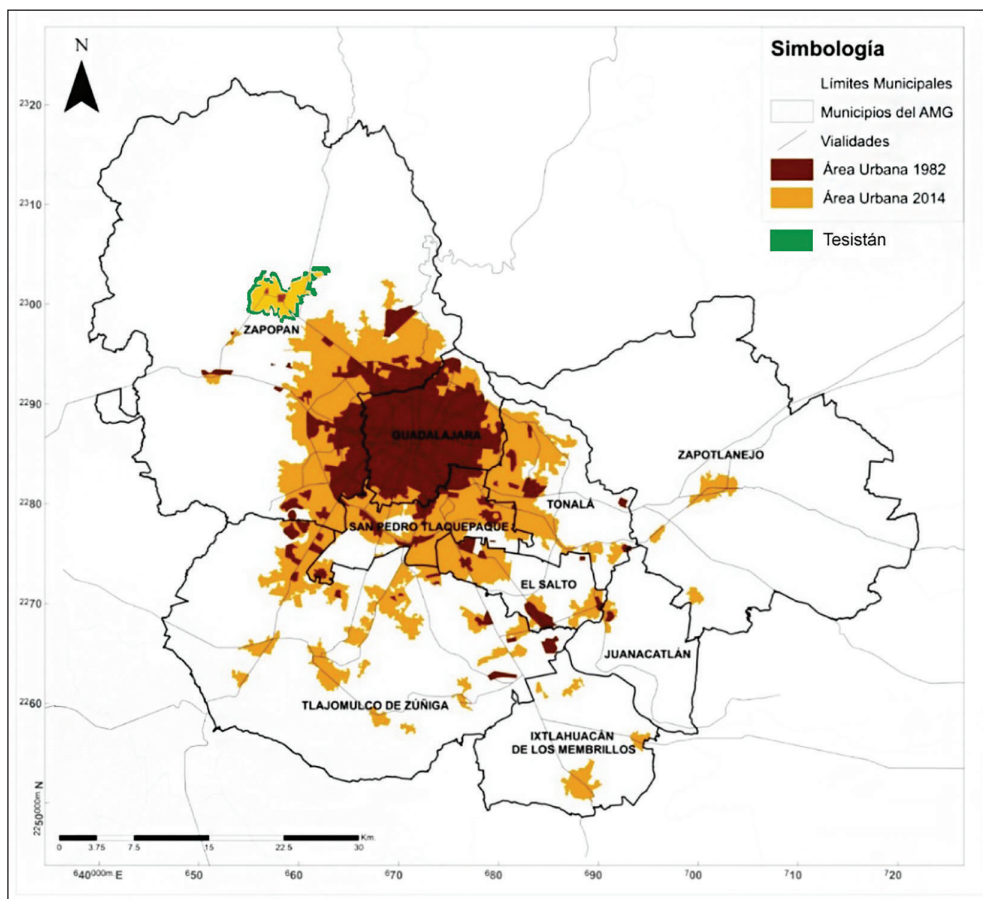 N
Simbología
Límites Municipales
Municipios del AMG
Vialidades
Área Urbana 1982
Área Urbana 2014
Tesistán
2320
2310
2300
2290
2280
2270
2260
2250000m N
ZAPOPAN
GUADALAJARA
ZAPOTLANEJO
TONALÁ
SAN PEDRO TLAQUEPAQUE
EL SALTO
JUANACATLÁN
TLAJOMULCO DE ZÚÑIGA
IXTLAHUACÁN
DE LOS MEMBRILLOS
0 3.75 7.5 15 22.5 30 Km.
640000m.E 650 660 670 680 690 700 710 720